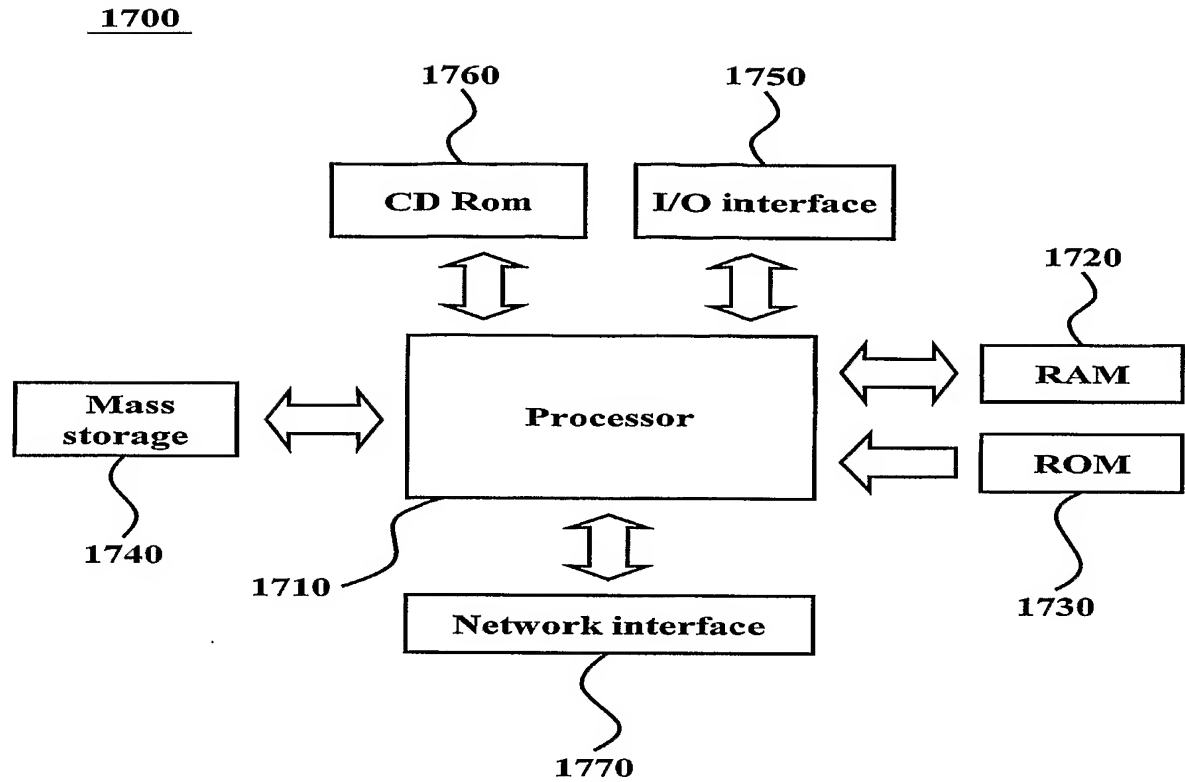 1700
1760
1750
CD Rom
I/O interface
1720
RAM
Mass
storage
Processor
ROM
1740
1710
1730
Network interface
1770